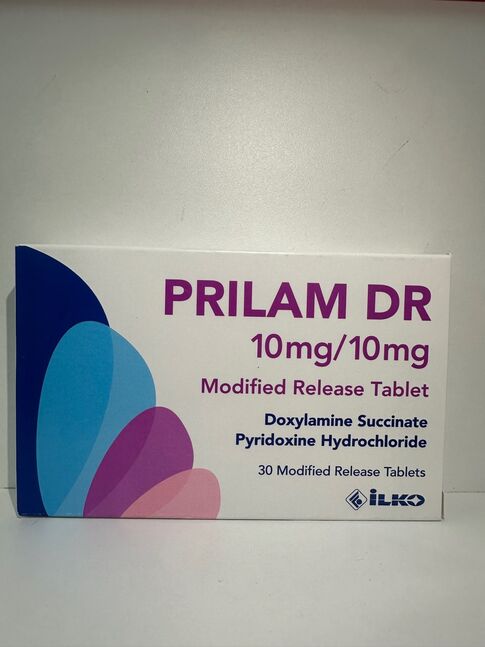 PRILAM DR
10mg/10mg
Modified Release Tablet
Doxylamine Succinate
Pyridoxine Hydrochloride
30 Modified Release Tablets
İLKO